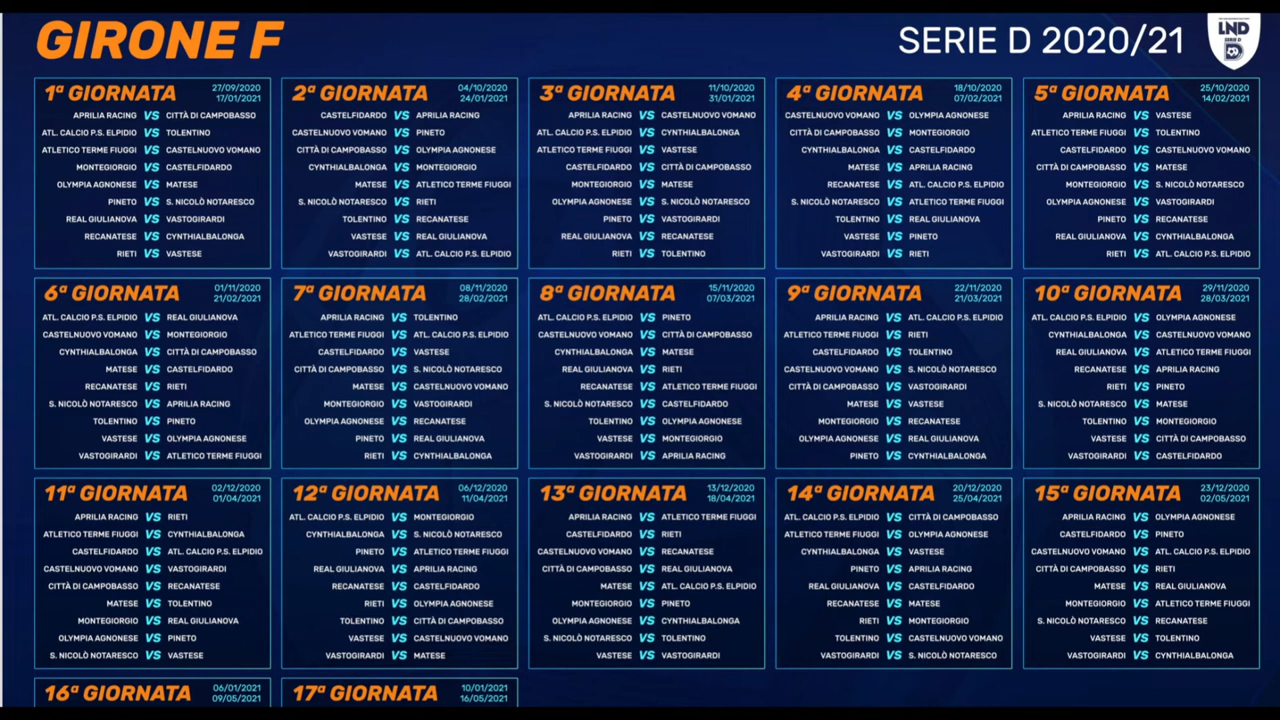 GIRONE F
SERIE D 2020/21
LND
SERIE D
1ª GIORNATA 27/09/2020 17/01/2021
APRILIA RACING VS CITTÀ DI CAMPOBASSO
ATL. CALCIO P.S. ELPIDIO VS TOLENTINO
ATLETICO TERME FIUGGI VS CASTELNUOVO VOMANO
MONTEGIORGIO VS CASTELFIDARDO
OLYMPIA AGNONESE VS MATESE
PINETO VS S. NICOLÒ NOTARESCO
REAL GIULIANOVA VS VASTOGIRARDI
RECANATESE VS CYNTHIALBALONGA
RIETI VS VASTESE
2ª GIORNATA 04/10/2020 24/01/2021
CASTELFIDARDO VS APRILIA RACING
CASTELNUOVO VOMANO VS PINETO
CITTÀ DI CAMPOBASSO VS OLYMPIA AGNONESE
CYNTHIALBALONGA VS MONTEGIORGIO
MATESE VS ATLETICO TERME FIUGGI
S. NICOLÒ NOTARESCO VS RIETI
TOLENTINO VS RECANATESE
VASTESE VS REAL GIULIANOVA
VASTOGIRARDI VS ATL. CALCIO P.S. ELPIDIO
3ª GIORNATA 11/10/2020 31/01/2021
APRILIA RACING VS CASTELNUOVO VOMANO
ATL. CALCIO P.S. ELPIDIO VS CYNTHIALBALONGA
ATLETICO TERME FIUGGI VS VASTESE
CASTELFIDARDO VS CITTÀ DI CAMPOBASSO
MONTEGIORGIO VS MATESE
OLYMPIA AGNONESE VS S. NICOLÒ NOTARESCO
PINETO VS VASTOGIRARDI
REAL GIULIANOVA VS RECANATESE
RIETI VS TOLENTINO
4ª GIORNATA 18/10/2020 07/02/2021
CASTELNUOVO VOMANO VS OLYMPIA AGNONESE
CITTÀ DI CAMPOBASSO VS MONTEGIORGIO
CYNTHIALBALONGA VS CASTELFIDARDO
MATESE VS APRILIA RACING
RECANATESE VS ATL. CALCIO P.S. ELPIDIO
S. NICOLÒ NOTARESCO VS ATLETICO TERME FIUGGI
TOLENTINO VS REAL GIULIANOVA
VASTESE VS PINETO
VASTOGIRARDI VS RIETI
5ª GIORNATA 25/10/2020 14/02/2021
APRILIA RACING VS VASTESE
ATLETICO TERME FIUGGI VS TOLENTINO
CASTELFIDARDO VS CASTELNUOVO VOMANO
CITTÀ DI CAMPOBASSO VS MATESE
MONTEGIORGIO VS S. NICOLÒ NOTARESCO
OLYMPIA AGNONESE VS VASTOGIRARDI
PINETO VS RECANATESE
REAL GIULIANOVA VS CYNTHIALBALONGA
RIETI VS ATL. CALCIO P.S. ELPIDIO
6ª GIORNATA 01/11/2020 21/02/2021
ATL. CALCIO P.S. ELPIDIO VS REAL GIULIANOVA
CASTELNUOVO VOMANO VS MONTEGIORGIO
CYNTHIALBALONGA VS CITTÀ DI CAMPOBASSO
MATESE VS CASTELFIDARDO
RECANATESE VS RIETI
S. NICOLÒ NOTARESCO VS APRILIA RACING
TOLENTINO VS PINETO
VASTESE VS OLYMPIA AGNONESE
VASTOGIRARDI VS ATLETICO TERME FIUGGI
7ª GIORNATA 08/11/2020 28/02/2021
APRILIA RACING VS TOLENTINO
ATLETICO TERME FIUGGI VS ATL. CALCIO P.S. ELPIDIO
CASTELFIDARDO VS VASTESE
CITTÀ DI CAMPOBASSO VS S. NICOLÒ NOTARESCO
MATESE VS CASTELNUOVO VOMANO
MONTEGIORGIO VS VASTOGIRARDI
OLYMPIA AGNONESE VS RECANATESE
PINETO VS REAL GIULIANOVA
RIETI VS CYNTHIALBALONGA
8ª GIORNATA 15/11/2020 07/03/2021
ATL. CALCIO P.S. ELPIDIO VS PINETO
CASTELNUOVO VOMANO VS CITTÀ DI CAMPOBASSO
CYNTHIALBALONGA VS MATESE
REAL GIULIANOVA VS RIETI
RECANATESE VS ATLETICO TERME FIUGGI
S. NICOLÒ NOTARESCO VS CASTELFIDARDO
TOLENTINO VS OLYMPIA AGNONESE
VASTESE VS MONTEGIORGIO
VASTOGIRARDI VS APRILIA RACING
9ª GIORNATA 22/11/2020 21/03/2021
APRILIA RACING VS ATL. CALCIO P.S. ELPIDIO
ATLETICO TERME FIUGGI VS RIETI
CASTELFIDARDO VS TOLENTINO
CASTELNUOVO VOMANO VS S. NICOLÒ NOTARESCO
CITTÀ DI CAMPOBASSO VS VASTOGIRARDI
MATESE VS VASTESE
MONTEGIORGIO VS RECANATESE
OLYMPIA AGNONESE VS REAL GIULIANOVA
PINETO VS CYNTHIALBALONGA
10ª GIORNATA 29/11/2020 28/03/2021
ATL. CALCIO P.S. ELPIDIO VS OLYMPIA AGNONESE
CYNTHIALBALONGA VS CASTELNUOVO VOMANO
REAL GIULIANOVA VS ATLETICO TERME FIUGGI
RECANATESE VS APRILIA RACING
RIETI VS PINETO
S. NICOLÒ NOTARESCO VS MATESE
TOLENTINO VS MONTEGIORGIO
VASTESE VS CITTÀ DI CAMPOBASSO
VASTOGIRARDI VS CASTELFIDARDO
11ª GIORNATA 02/12/2020 01/04/2021
APRILIA RACING VS RIETI
ATLETICO TERME FIUGGI VS CYNTHIALBALONGA
CASTELFIDARDO VS ATL. CALCIO P.S. ELPIDIO
CASTELNUOVO VOMANO VS VASTOGIRARDI
CITTÀ DI CAMPOBASSO VS RECANATESE
MATESE VS TOLENTINO
MONTEGIORGIO VS REAL GIULIANOVA
OLYMPIA AGNONESE VS PINETO
S. NICOLÒ NOTARESCO VS VASTESE
12ª GIORNATA 06/12/2020 11/04/2021
ATL. CALCIO P.S. ELPIDIO VS MONTEGIORGIO
CYNTHIALBALONGA VS S. NICOLÒ NOTARESCO
PINETO VS ATLETICO TERME FIUGGI
REAL GIULIANOVA VS APRILIA RACING
RECANATESE VS CASTELFIDARDO
RIETI VS OLYMPIA AGNONESE
TOLENTINO VS CITTÀ DI CAMPOBASSO
VASTESE VS CASTELNUOVO VOMANO
VASTOGIRARDI VS MATESE
13ª GIORNATA 13/12/2020 18/04/2021
APRILIA RACING VS ATLETICO TERME FIUGGI
CASTELFIDARDO VS RIETI
CASTELNUOVO VOMANO VS RECANATESE
CITTÀ DI CAMPOBASSO VS REAL GIULIANOVA
MATESE VS ATL. CALCIO P.S. ELPIDIO
MONTEGIORGIO VS PINETO
OLYMPIA AGNONESE VS CYNTHIALBALONGA
S. NICOLÒ NOTARESCO VS TOLENTINO
VASTESE VS VASTOGIRARDI
14ª GIORNATA 20/12/2020 25/04/2021
ATL. CALCIO P.S. ELPIDIO VS CITTÀ DI CAMPOBASSO
ATLETICO TERME FIUGGI VS OLYMPIA AGNONESE
CYNTHIALBALONGA VS VASTESE
PINETO VS APRILIA RACING
REAL GIULIANOVA VS CASTELFIDARDO
RECANATESE VS MATESE
RIETI VS MONTEGIORGIO
TOLENTINO VS CASTELNUOVO VOMANO
VASTOGIRARDI VS S. NICOLÒ NOTARESCO
15ª GIORNATA 23/12/2020 02/05/2021
APRILIA RACING VS OLYMPIA AGNONESE
CASTELFIDARDO VS PINETO
CASTELNUOVO VOMANO VS ATL. CALCIO P.S. ELPIDIO
CITTÀ DI CAMPOBASSO VS RIETI
MATESE VS REAL GIULIANOVA
MONTEGIORGIO VS ATLETICO TERME FIUGGI
S. NICOLÒ NOTARESCO VS RECANATESE
VASTESE VS TOLENTINO
VASTOGIRARDI VS CYNTHIALBALONGA
16ª GIORNATA 06/01/2021 09/05/2021
17ª GIORNATA 10/01/2021 16/05/2021